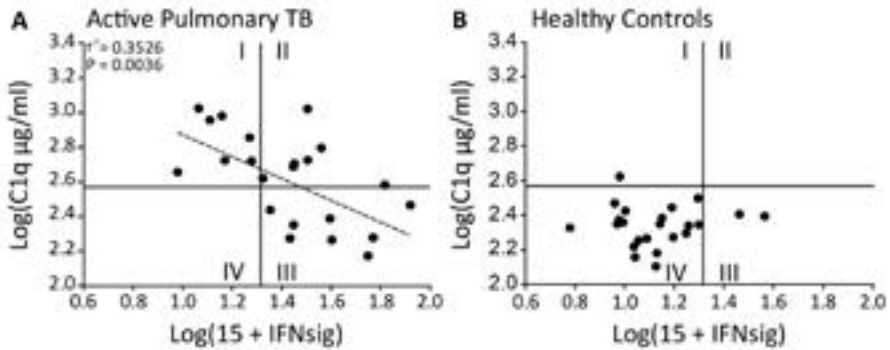 A Active Pulmonary TB
r²= 0.3526
P = 0.0036
I II
IV III
3.4
3.2
3.0
2.8
2.6
2.4
2.2
2.0
Log(C1q µg/ml)
0.6 0.8 1.0 1.2 1.4 1.6 1.8 2.0
Log(15 + IFNsig)
B Healthy Controls
I II
IV III
3.4
3.2
3.0
2.8
2.6
2.4
2.2
2.0
Log(C1q µg/ml)
0.6 0.8 1.0 1.2 1.4 1.6 1.8 2.0
Log(15 + IFNsig)